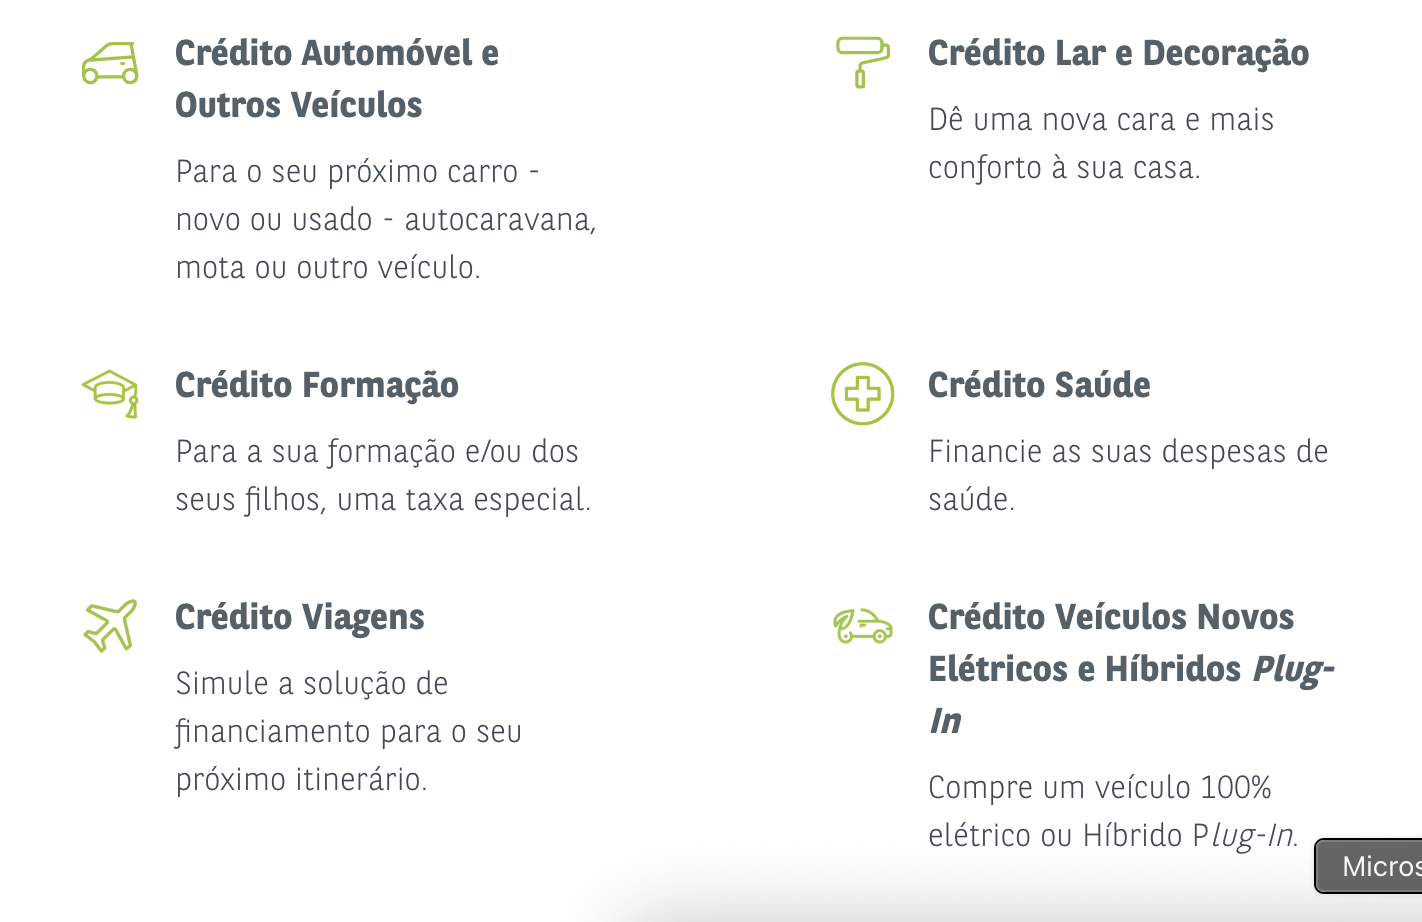 Crédito Automóvel e
Outros Veículos
Para o seu próximo carro -
novo ou usado - autocaravana,
mota ou outro veículo.
Crédito Lar e Decoração
Dê uma nova cara e mais
conforto à sua casa.
Crédito Formação
Para a sua formação e/ou dos
seus filhos, uma taxa especial.
Crédito Saúde
Financie as suas despesas de
saúde.
Crédito Viagens
Simule a solução de
financiamento para o seu
próximo itinerário.
Crédito Veículos Novos
Elétricos e Híbridos Plug-
In
Compre um veículo 100%
elétrico ou Híbrido Plug-In.